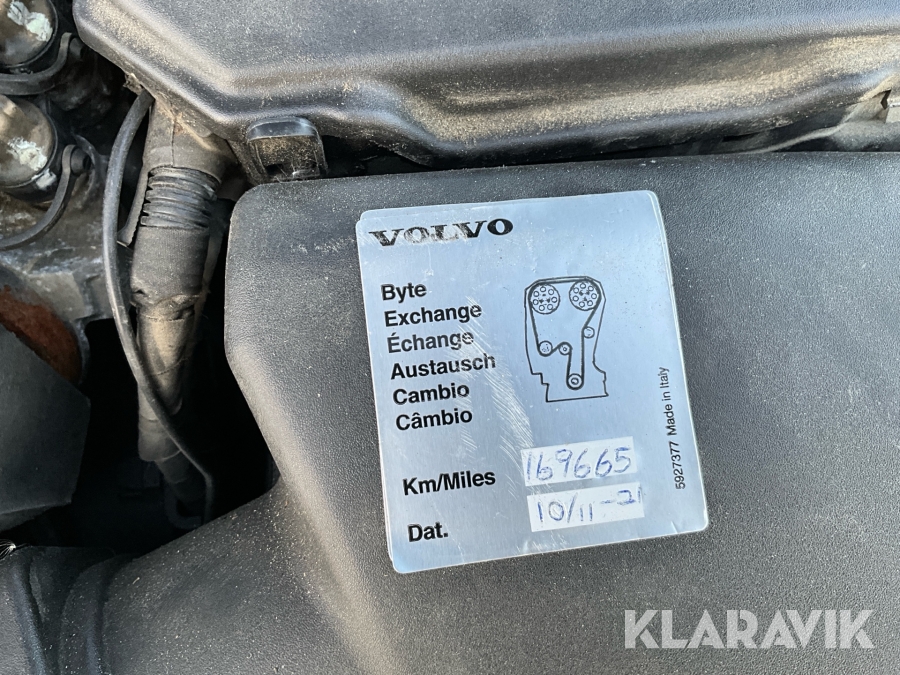 VOLVO
Byte
Exchange
Échange
Austausch
Cambio
Câmbio
Km/Miles 169665
Dat. 10/11-21
5927377 Made in Italy
KLARAVIK